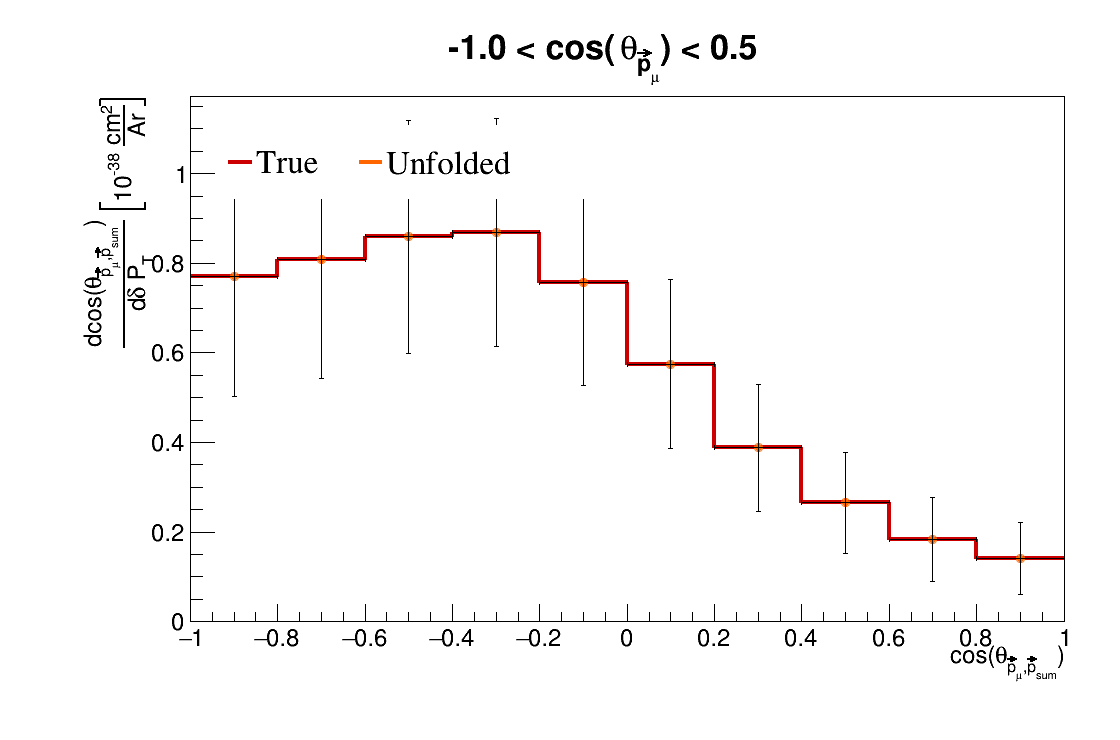 -1.0 < cos(θp⃗μ) < 0.5
dcos(θp⃗μ,p⃗sum) / dδ PT [10-38 cm2/Ar]
True Unfolded
1
0.8
0.6
0.4
0.2
0
−1 −0.8 −0.6 −0.4 −0.2 0 0.2 0.4 0.6 0.8 1
cos(θp⃗μ,p⃗sum)